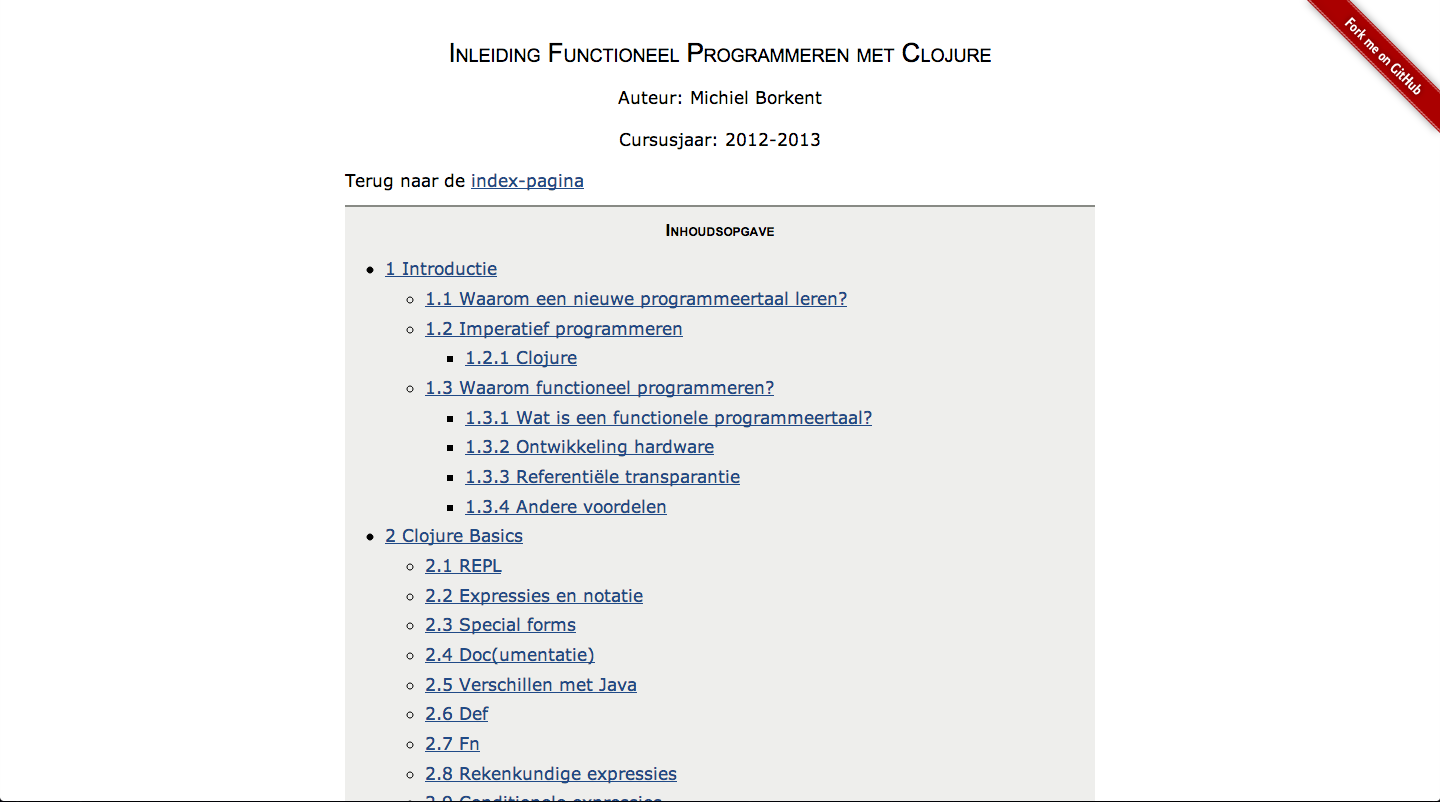 Fork me on GitHub
Inleiding Functioneel Programmeren met Clojure
Auteur: Michiel Borkent
Cursusjaar: 2012-2013
Terug naar de index-pagina
Inhoudsopgave
1 Introductie
1.1 Waarom een nieuwe programmeertaal leren?
1.2 Imperatief programmeren
1.2.1 Clojure
1.3 Waarom functioneel programmeren?
1.3.1 Wat is een functionele programmeertaal?
1.3.2 Ontwikkeling hardware
1.3.3 Referentiële transparantie
1.3.4 Andere voordelen
2 Clojure Basics
2.1 REPL
2.2 Expressies en notatie
2.3 Special forms
2.4 Doc(umentatie)
2.5 Verschillen met Java
2.6 Def
2.7 Fn
2.8 Rekenkundige expressies
2.9 Conditionele expressies